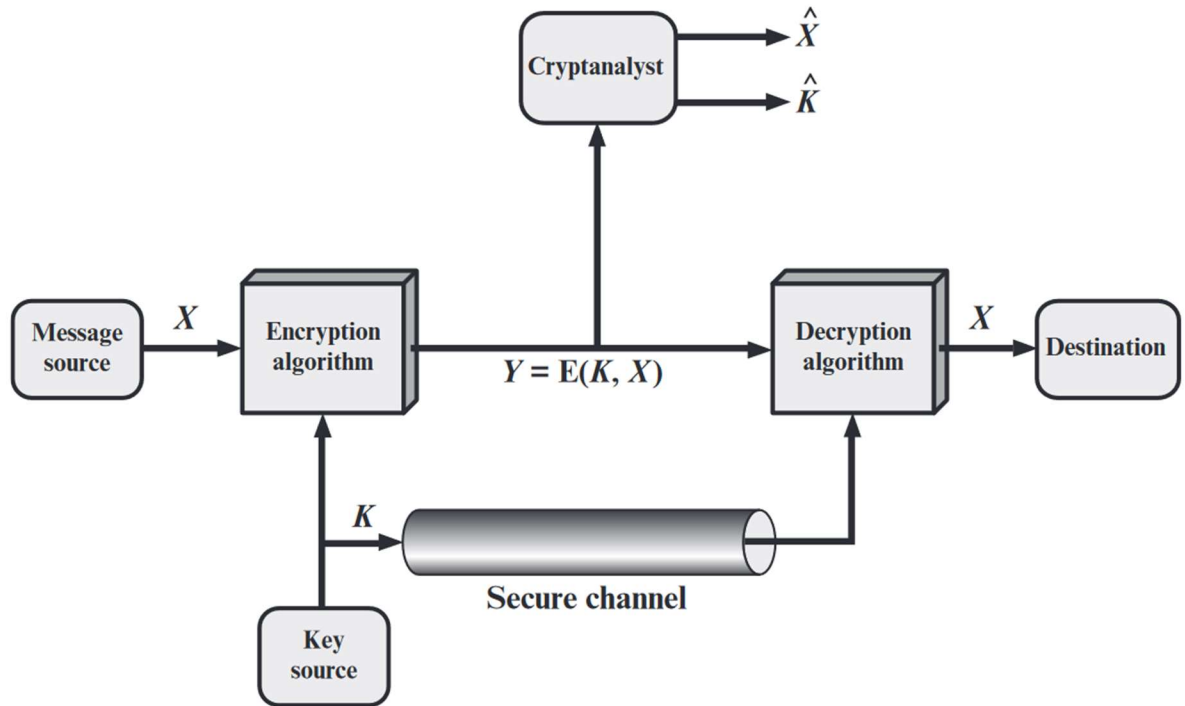 Cryptanalyst
X̂
K̂
Message
source
X
Encryption
algorithm
Y = E(K, X)
Decryption
algorithm
X
Destination
K
Secure channel
Key
source